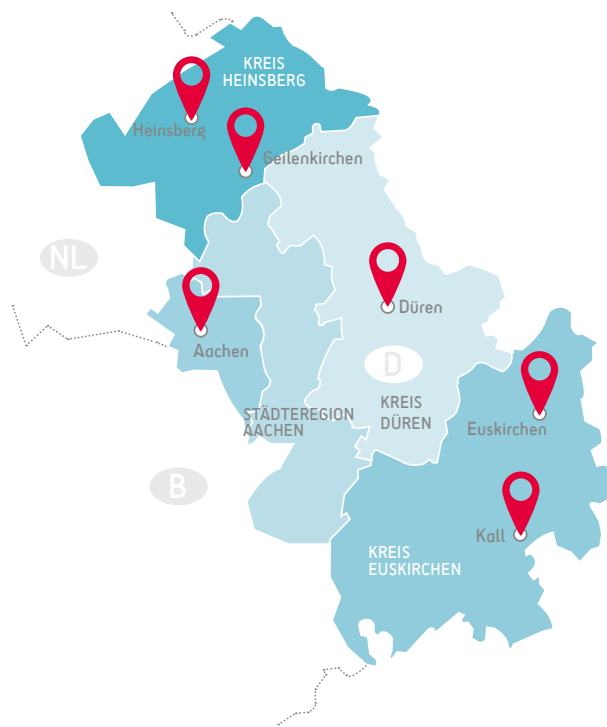 KREIS
HEINSBERG
Heinsberg
Geilenkirchen
NL
Düren
Aachen
D
KREIS
DÜREN
STÄDTEREGION
AACHEN
Euskirchen
B
Kall
KREIS
EUSKIRCHEN